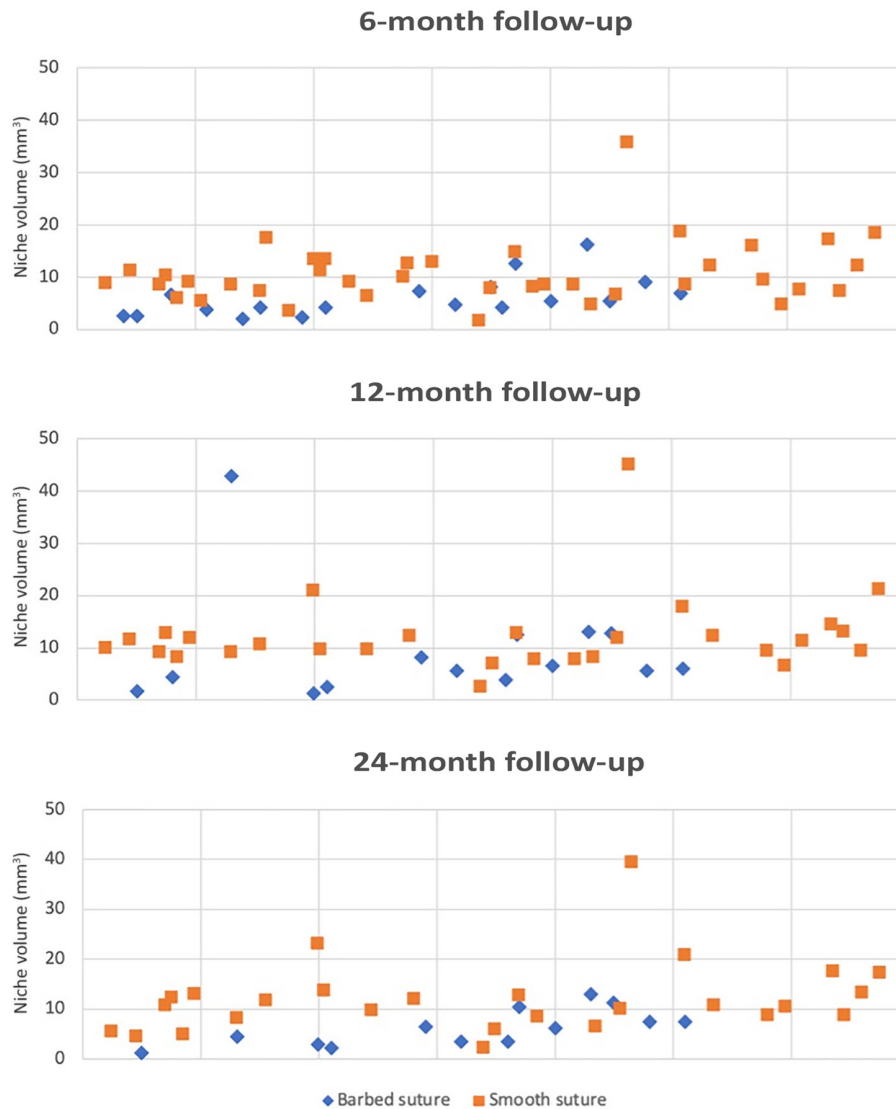 6-month follow-up
50
40
30
20
10
0
Niche volume (mm³)
12-month follow-up
50
40
30
20
10
0
Niche volume (mm³)
24-month follow-up
50
40
30
20
10
0
Niche volume (mm³)
Barbed suture Smooth suture